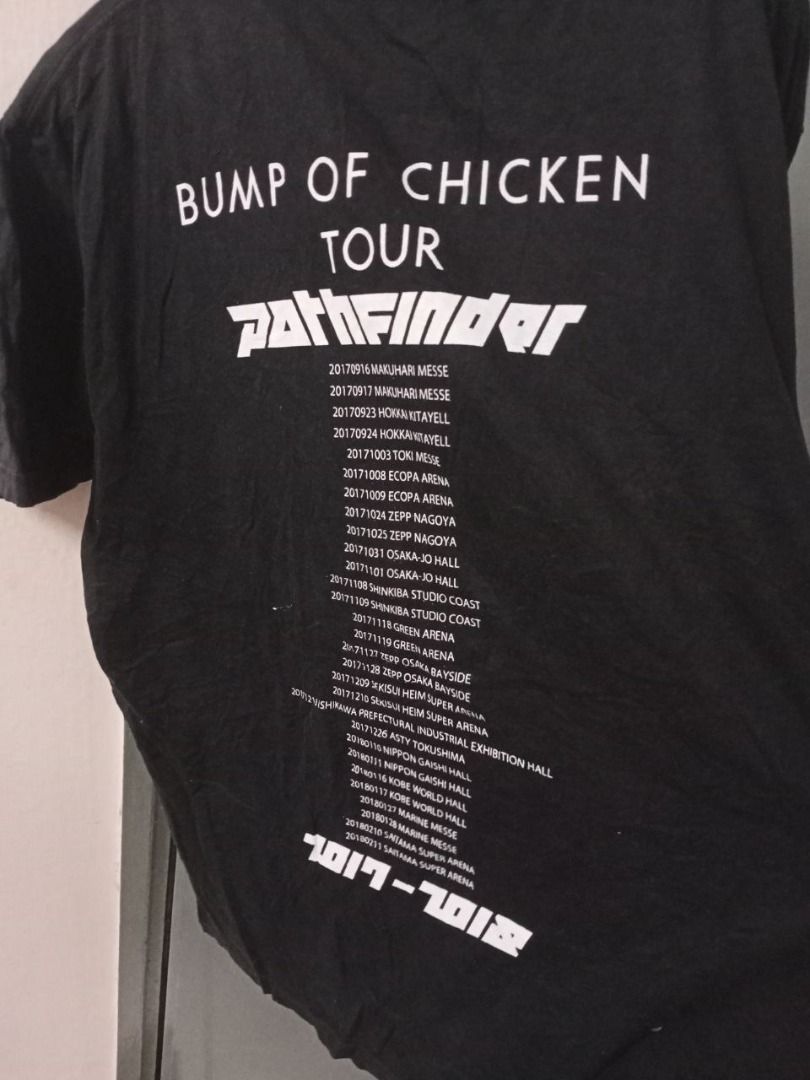 BUMP OF CHICKEN
TOUR
PATHFINDER
20170916 MAKUHARI MESSE
20170917 MAKUHARI MESSE
20170923 HOKKAI KITAYELL
20170924 HOKKAI KITAYELL
20171003 TOKI MESSE
20171008 ECOPA ARENA
20171009 ECOPA ARENA
20171024 ZEPP NAGOYA
20171025 ZEPP NAGOYA
20171031 OSAKA-JO HALL
20171101 OSAKA-JO HALL
20171108 SHINKIBA STUDIO COAST
20171109 SHINKIBA STUDIO COAST
20171118 GREEN ARENA
20171119 GREEN ARENA
20171127 ZEPP OSAKA BAYSIDE
20171128 ZEPP OSAKA BAYSIDE
20171209 SEKISUI HEIM SUPER ARENA
20171210 SEKISUI HEIM SUPER ARENA
ISHIKAWA PREFECTURAL INDUSTRIAL EXHIBITION HALL
20171226 ASTY TOKUSHIMA
20180110 NIPPON GAISHI HALL
20180111 NIPPON GAISHI HALL
20180116 KOBE WORLD HALL
20180117 KOBE WORLD HALL
20180127 MARINE MESSE
20180128 MARINE MESSE
20180210 SAITAMA SUPER ARENA
20180211 SAITAMA SUPER ARENA
2017-2018